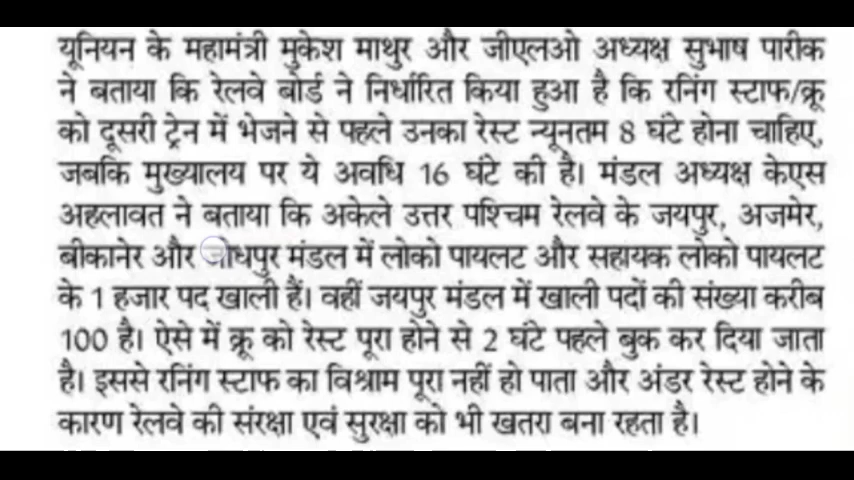 यूनियन के महामंत्री मुकेश माथुर और जीएलओ अध्यक्ष सुभाष पारीक
ने बताया कि रेलवे बोर्ड ने निर्धारित किया हुआ है कि रनिंग स्टाफ/क्रू
को दूसरी ट्रेन में भेजने से पहले उनका रेस्ट न्यूनतम 8 घंटे होना चाहिए,
जबकि मुख्यालय पर ये अवधि 16 घंटे की है। मंडल अध्यक्ष केएस
अहलावत ने बताया कि अकेले उत्तर पश्चिम रेलवे के जयपुर, अजमेर,
बीकानेर और जोधपुर मंडल में लोको पायलट और सहायक लोको पायलट
के 1 हजार पद खाली हैं। वहीं जयपुर मंडल में खाली पदों की संख्या करीब
100 है। ऐसे में क्रू को रेस्ट पूरा होने से 2 घंटे पहले बुक कर दिया जाता
है। इससे रनिंग स्टाफ का विश्राम पूरा नहीं हो पाता और अंडर रेस्ट होने के
कारण रेलवे की संरक्षा एवं सुरक्षा को भी खतरा बना रहता है।